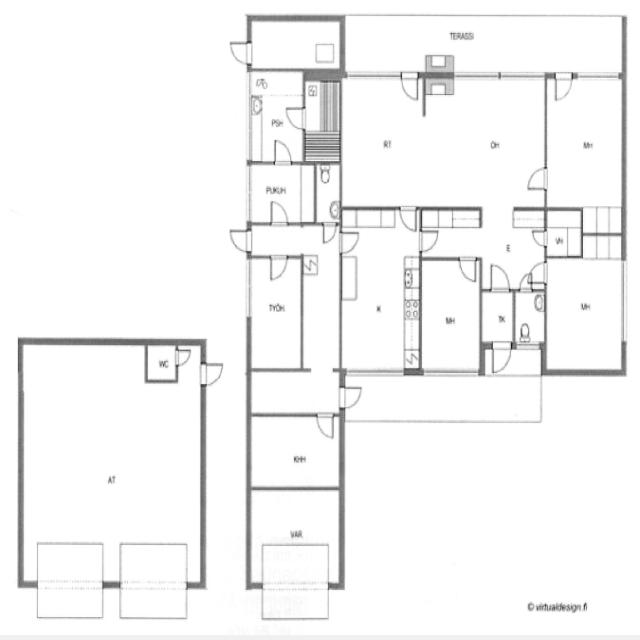 TERASSI
PSH
RT
OH
MH
PUKUH
VH
E
TYÖH.
K
MH
TK
MH
WC
AT
KHH
VAR.
© virtualdesign.fi